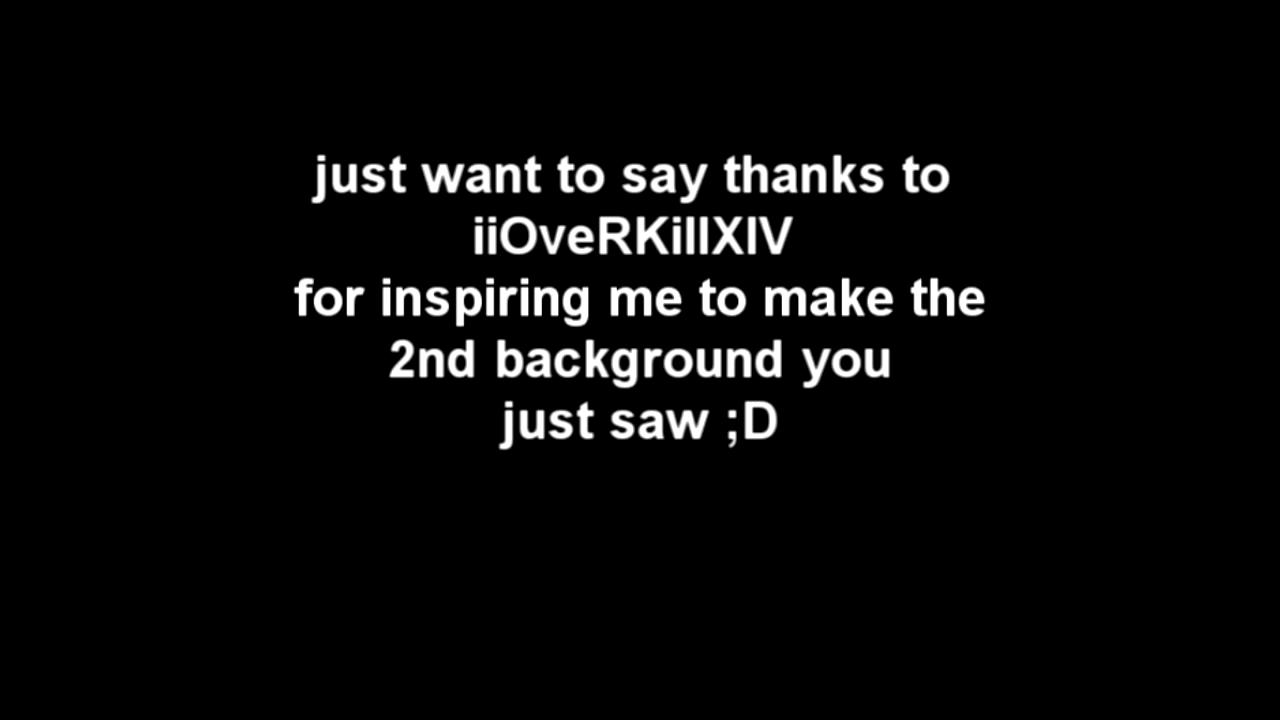 just want to say thanks to
iiOveRKillXIV
for inspiring me to make the
2nd background you
just saw ;D